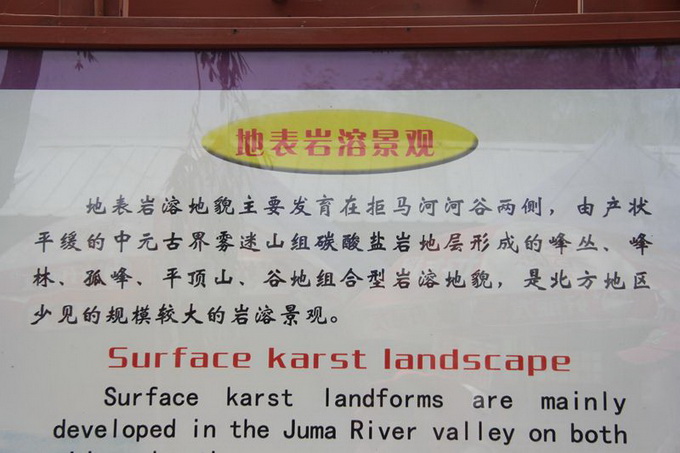 地表岩溶景观
地表岩溶地貌主要发育在拒马河河谷两侧，由产状
平缓的中元古界雾迷山组碳酸盐岩地层形成的峰丛、峰
林、孤峰、平顶山、谷地组合型岩溶地貌，是北方地区
少见的规模较大的岩溶景观。
Surface karst landscape
Surface karst landforms are mainly
developed in the Juma River valley on both